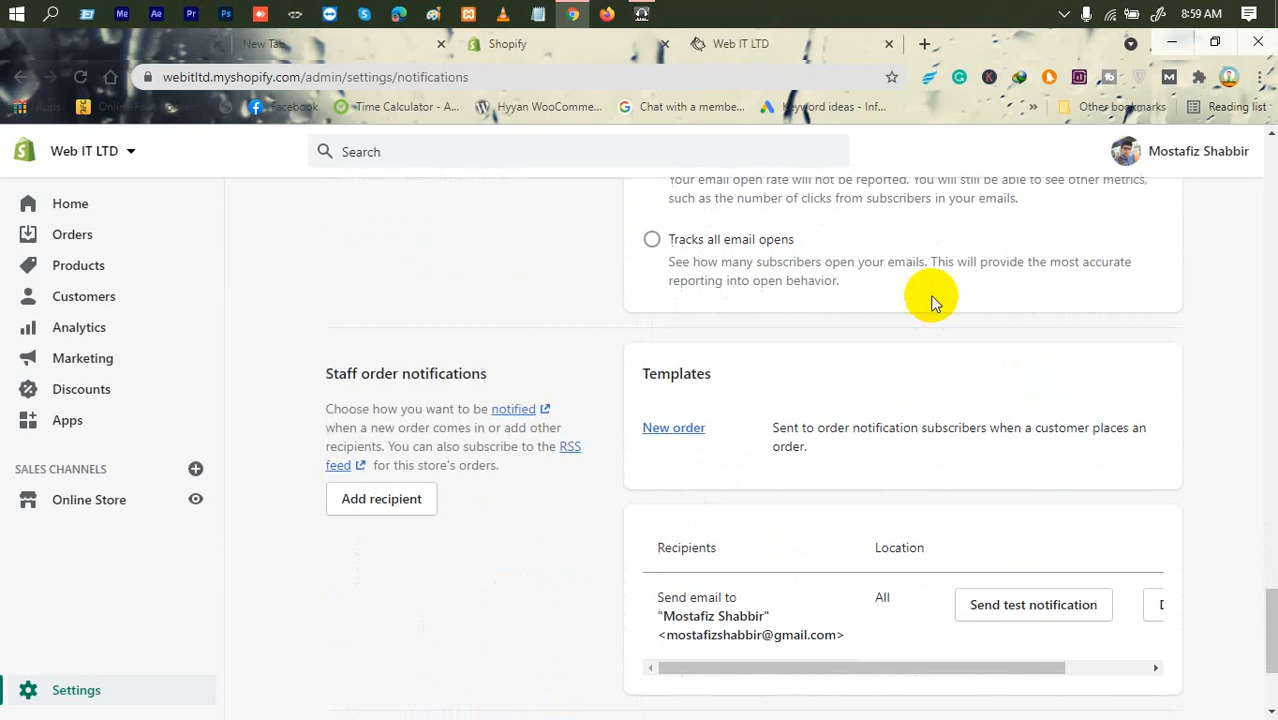 Me
Ae
Pr
Ps
8:59 AM
New Tab
Shopify
Web IT LTD
webitltd.myshopify.com/admin/settings/notifications
Apps
Facebook
Time Calculator - A...
Hyyan WooComme...
Chat with a membe...
Keyword ideas - Inf...
Other bookmarks
Reading list
Web IT LTD
Search
Mostafiz Shabbir
Home
Orders
Products
Customers
Analytics
Marketing
Discounts
Apps
SALES CHANNELS
Online Store
Settings
Your email open rate will not be reported. You will still be able to see other metrics,
such as the number of clicks from subscribers in your emails.
Tracks all email opens
See how many subscribers open your emails. This will provide the most accurate
reporting into open behavior.
Staff order notifications
Choose how you want to be notified
when a new order comes in or add other
recipients. You can also subscribe to the RSS
feed for this store's orders.
Add recipient
Templates
New order
Sent to order notification subscribers when a customer places an
order.
Recipients
Location
Send email to
"Mostafiz Shabbir"
<mostafizshabbir@gmail.com>
All
Send test notification